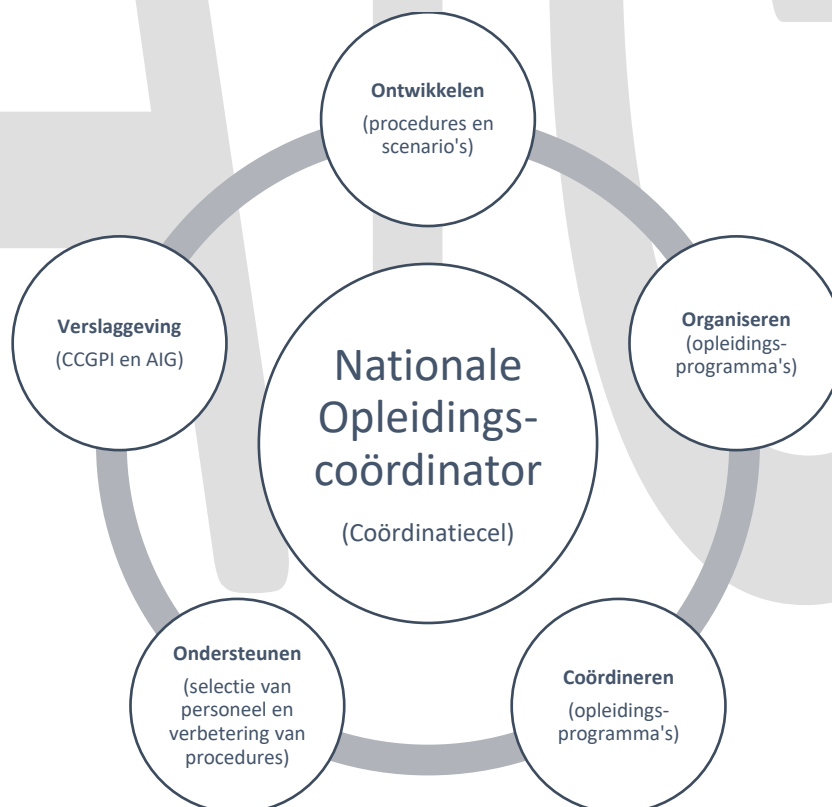 Ontwikkelen
(procedures en
scenario's)
Organiseren
(opleidings-
programma's)
Coördineren
(opleidings-
programma's)
Ondersteunen
(selectie van
personeel en
verbetering van
procedures)
Verslaggeving
(CCGPI en AIG)
Nationale
Opleidings-
coördinator
(Coördinatiecel)